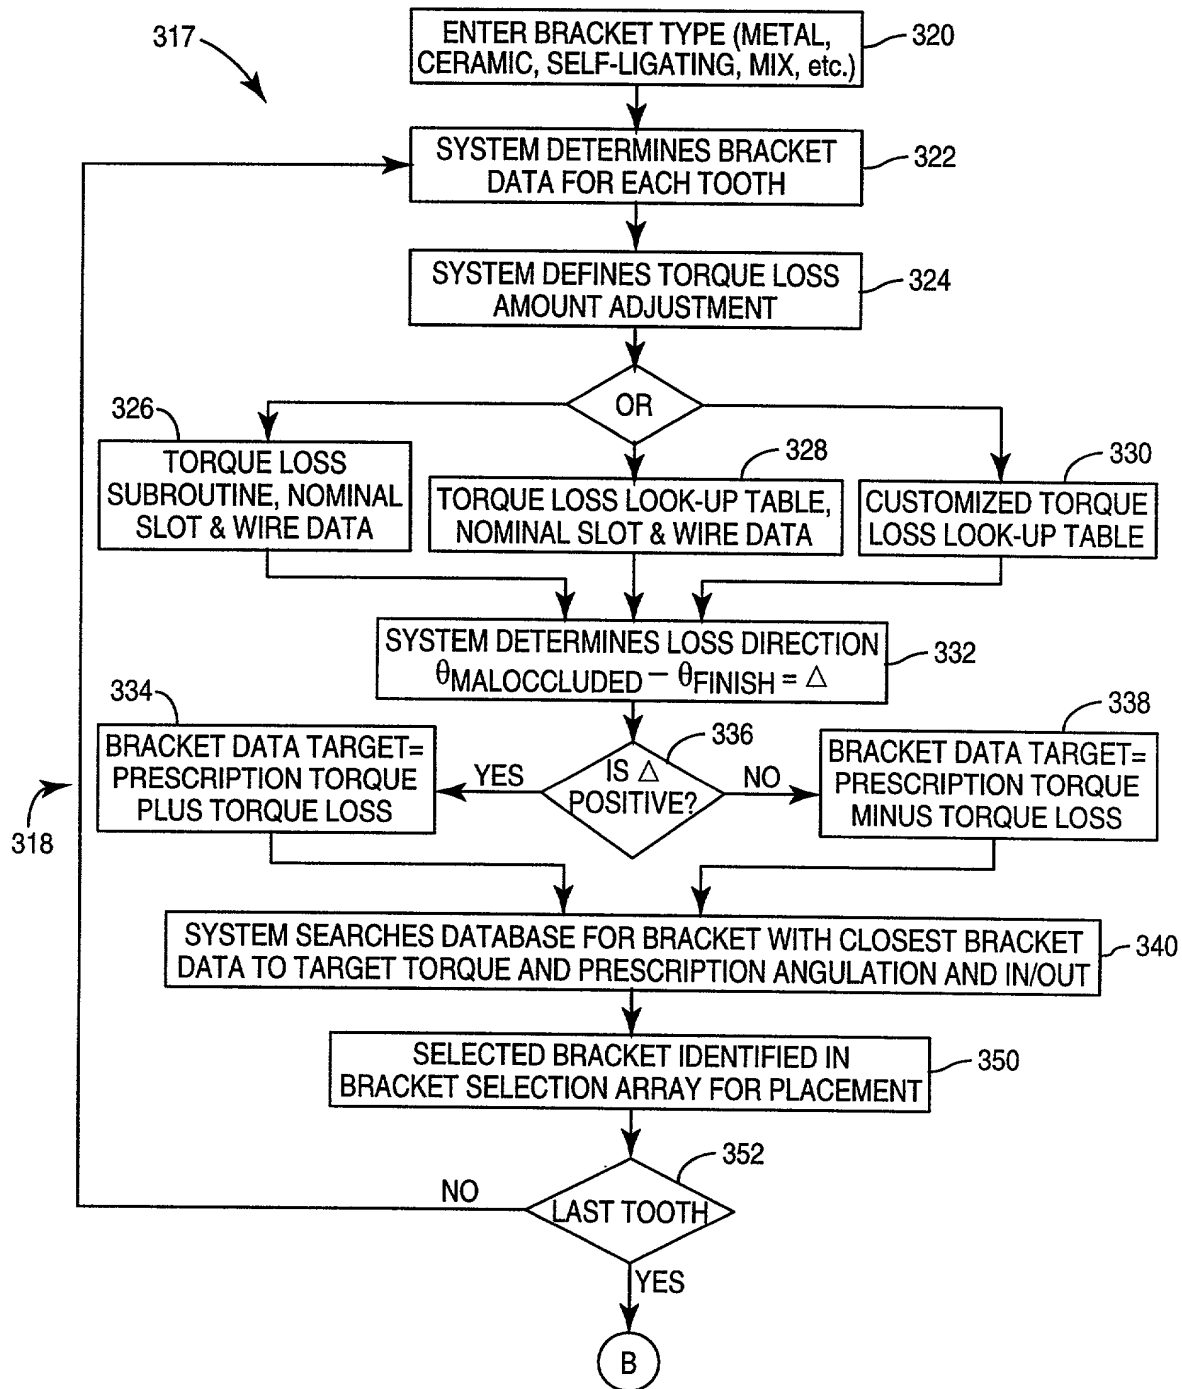 317
ENTER BRACKET TYPE (METAL,
CERAMIC, SELF-LIGATING, MIX, etc.)
320
SYSTEM DETERMINES BRACKET
DATA FOR EACH TOOTH
322
SYSTEM DEFINES TORQUE LOSS
AMOUNT ADJUSTMENT
324
OR
326
TORQUE LOSS
SUBROUTINE, NOMINAL
SLOT & WIRE DATA
328
TORQUE LOSS LOOK-UP TABLE,
NOMINAL SLOT & WIRE DATA
330
CUSTOMIZED TORQUE
LOSS LOOK-UP TABLE
SYSTEM DETERMINES LOSS DIRECTION
θMALOCCLUDED − θFINISH = △
332
334
BRACKET DATA TARGET=
PRESCRIPTION TORQUE
PLUS TORQUE LOSS
YES
336
IS △
POSITIVE?
NO
338
BRACKET DATA TARGET=
PRESCRIPTION TORQUE
MINUS TORQUE LOSS
318
SYSTEM SEARCHES DATABASE FOR BRACKET WITH CLOSEST BRACKET
DATA TO TARGET TORQUE AND PRESCRIPTION ANGULATION AND IN/OUT
340
SELECTED BRACKET IDENTIFIED IN
BRACKET SELECTION ARRAY FOR PLACEMENT
350
352
LAST TOOTH
NO
YES
B